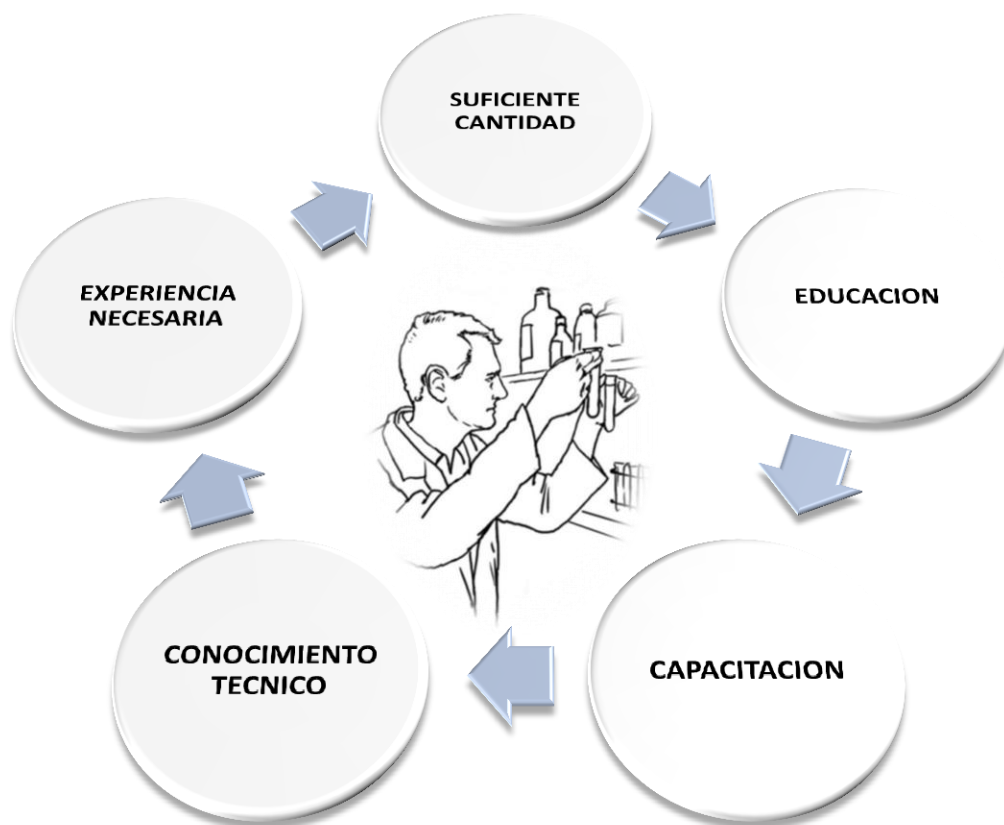 SUFICIENTE
CANTIDAD
EDUCACION
CAPACITACION
CONOCIMIENTO
TECNICO
EXPERIENCIA
NECESARIA